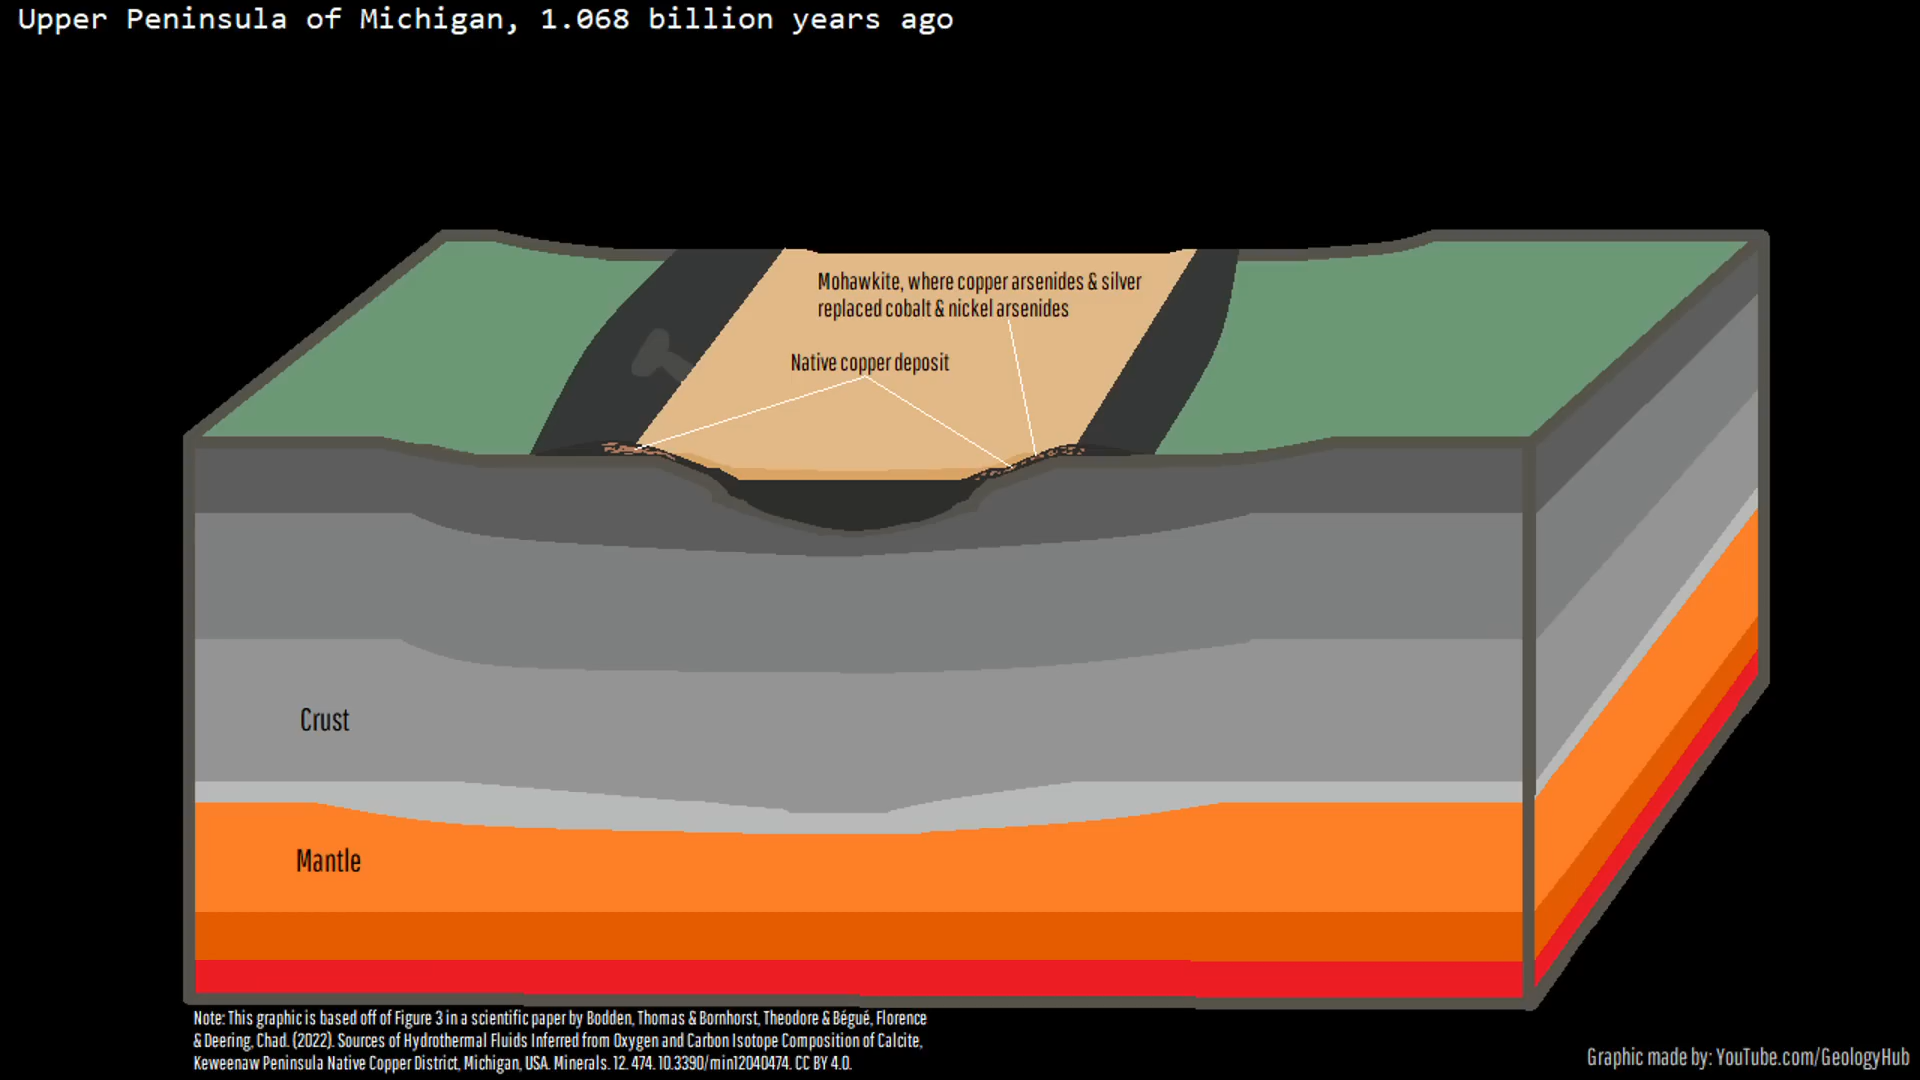 Upper Peninsula of Michigan, 1.068 billion years ago
Mohawkite, where copper arsenides & silver
replaced cobalt & nickel arsenides
Native copper deposit
Crust
Mantle
Note: This graphic is based off of Figure 3 in a scientific paper by Bodden, Thomas & Bornhorst, Theodore & Bégué, Florence
& Deering, Chad. (2022). Sources of Hydrothermal Fluids Inferred from Oxygen and Carbon Isotope Composition of Calcite,
Keweenaw Peninsula Native Copper District, Michigan, USA. Minerals. 12. 474. 10.3390/min12040474. CC BY 4.0.
Graphic made by: YouTube.com/GeologyHub